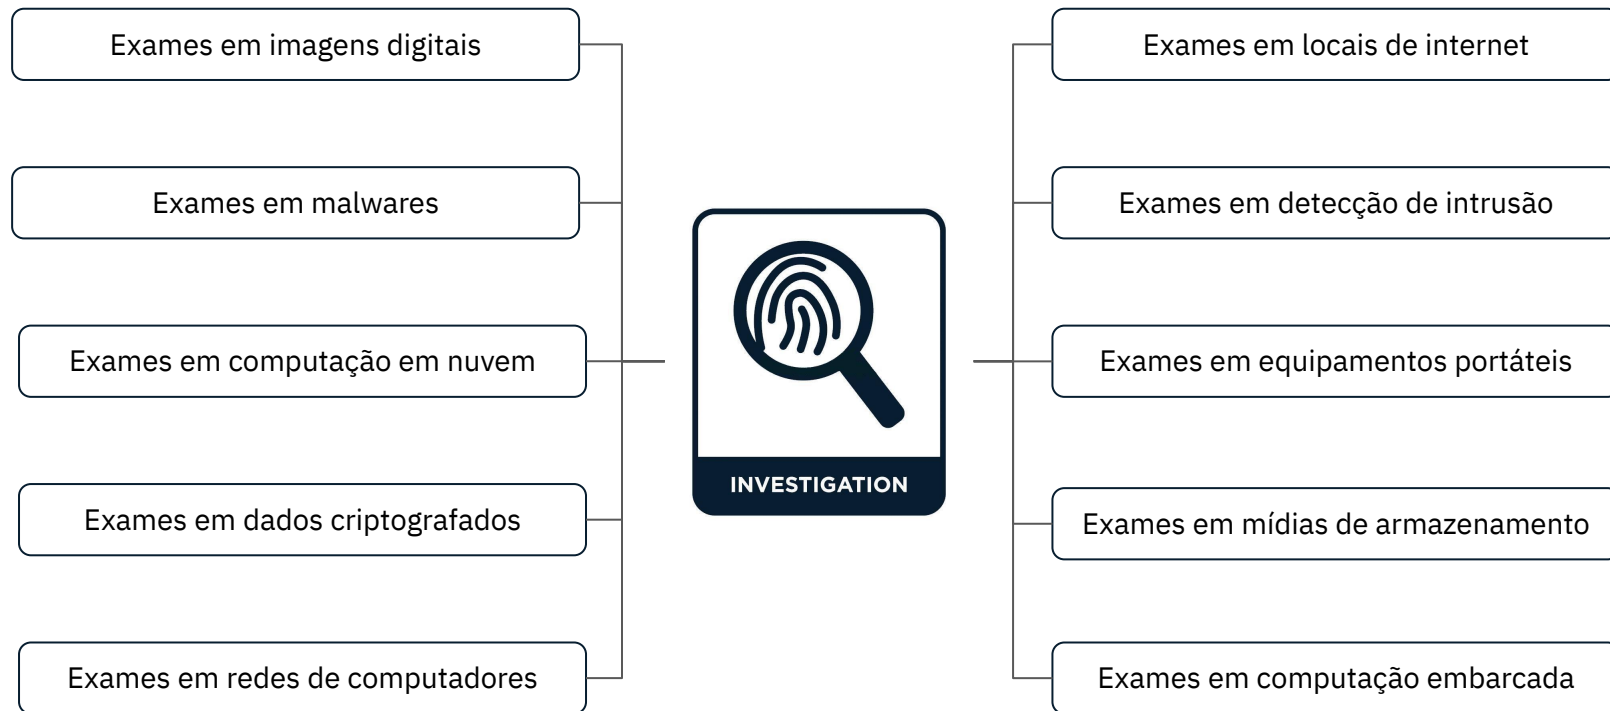 Exames em imagens digitais
Exames em malwares
Exames em computação em nuvem
Exames em dados criptografados
Exames em redes de computadores
INVESTIGATION
Exames em locais de internet
Exames em detecção de intrusão
Exames em equipamentos portáteis
Exames em mídias de armazenamento
Exames em computação embarcada